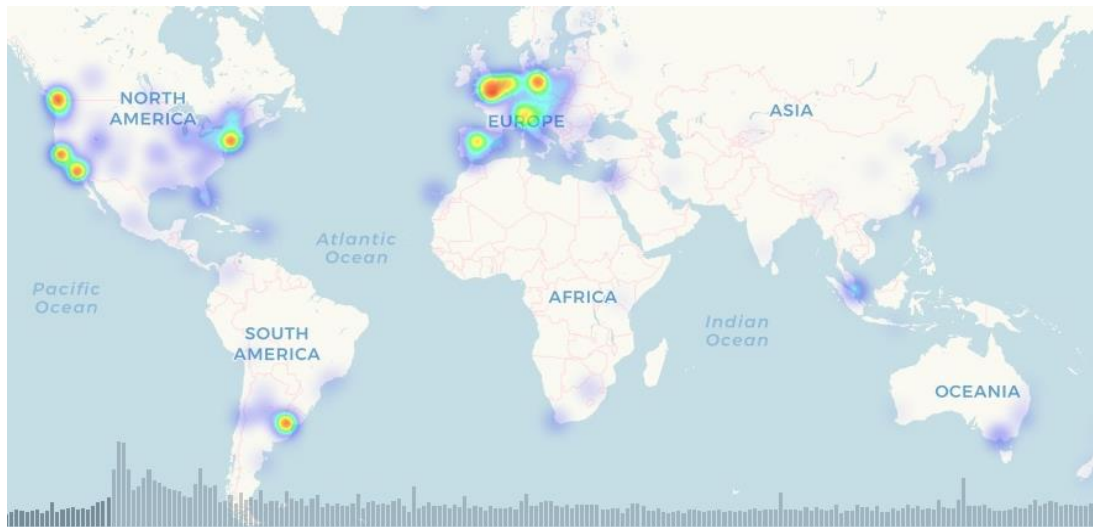 NORTH
AMERICA
EUROPE
ASIA
Atlantic
Ocean
Pacific
Ocean
AFRICA
Indian
Ocean
SOUTH
AMERICA
OCEANIA